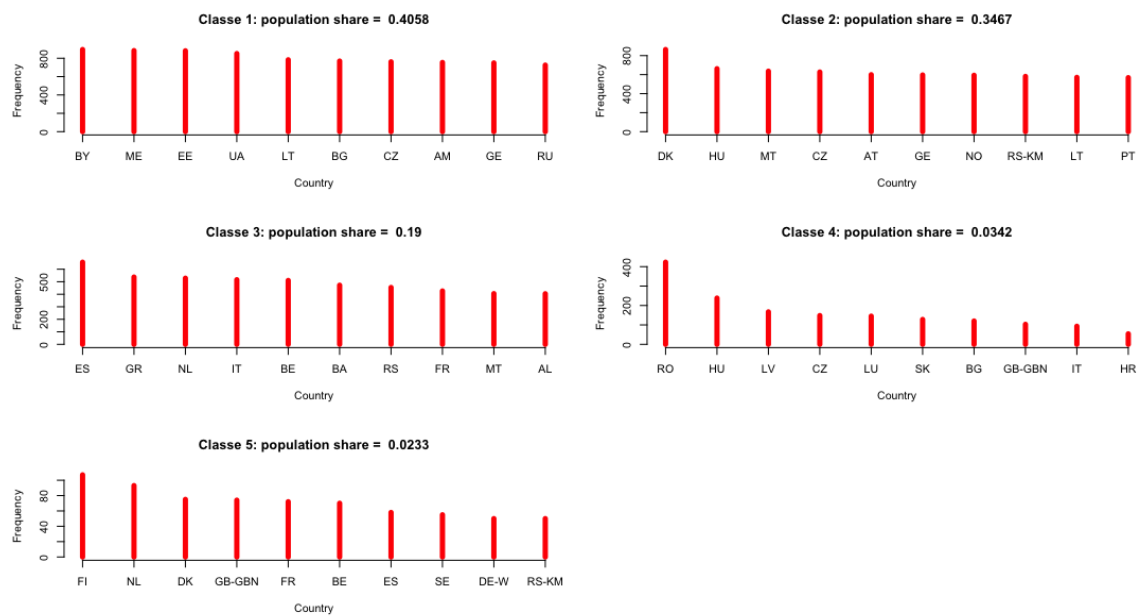 Classe 1: population share =  0.4058
Frequency
0 400 800
BY ME EE UA LT BG CZ AM GE RU
Country
Classe 2: population share =  0.3467
Frequency
0 400 800
DK HU MT CZ AT GE NO RS-KM LT PT
Country
Classe 3: population share =  0.19
Frequency
0 200 500
ES GR NL IT BE BA RS FR MT AL
Country
Classe 4: population share =  0.0342
Frequency
0 200 400
RO HU LV CZ LU SK BG GB-GBN IT HR
Country
Classe 5: population share =  0.0233
Frequency
0 40 80
FI NL DK GB-GBN FR BE ES SE DE-W RS-KM
Country